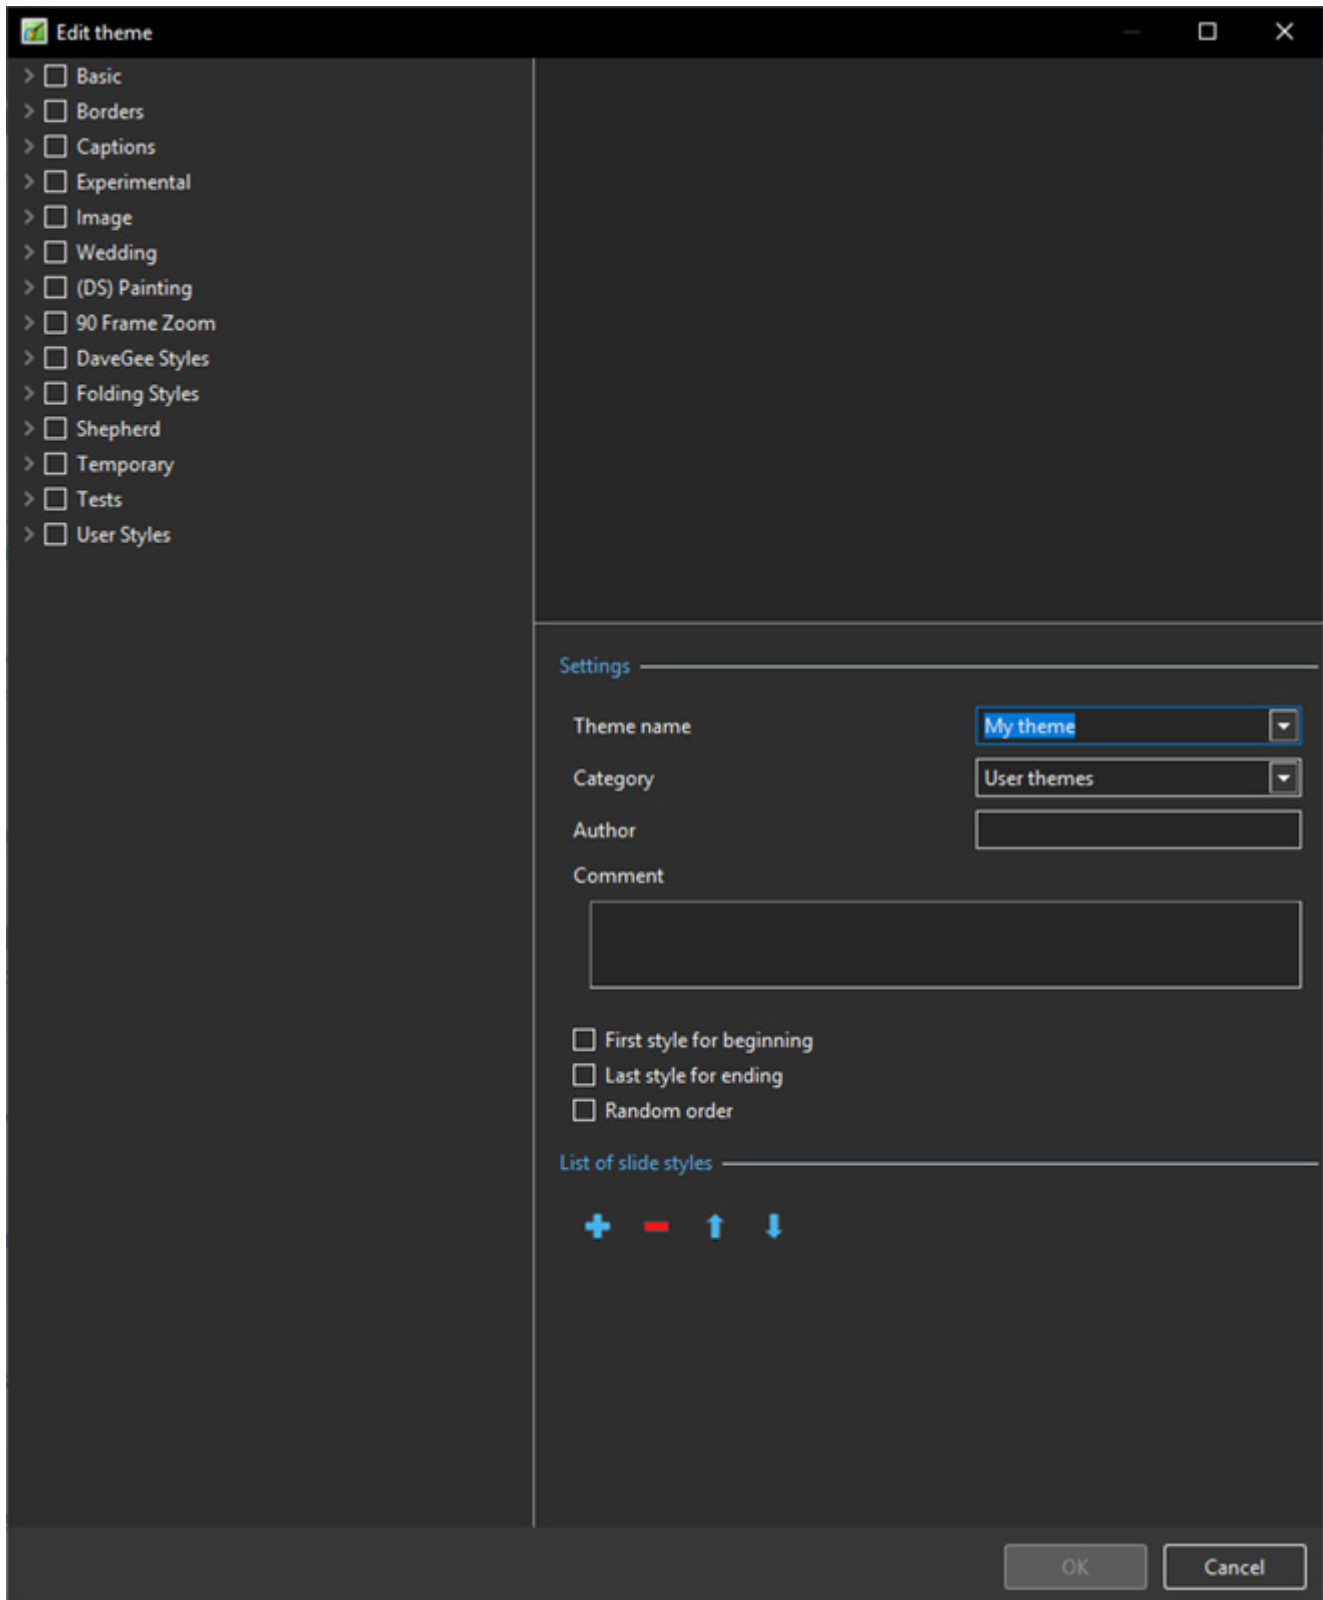 Edit theme
Basic
Borders
Captions
Experimental
Image
Wedding
(DS) Painting
90 Frame Zoom
DaveGee Styles
Folding Styles
Shepherd
Temporary
Tests
User Styles
Settings
Theme name My theme
Category User themes
Author
Comment
First style for beginning
Last style for ending
Random order
List of slide styles
OK Cancel